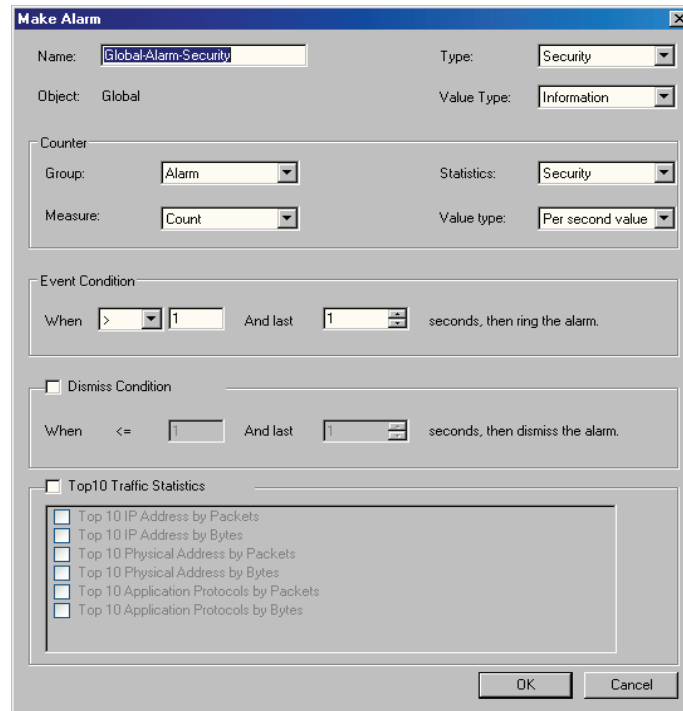 Make Alarm
Name: Global-Alarm-Security Type: Security
Object: Global Value Type: Information
Counter
Group: Alarm Statistics: Security
Measure: Count Value type: Per second value
Event Condition
When > 1 And last 1 seconds, then ring the alarm.
Dismiss Condition
When <= 1 And last 1 seconds, then dismiss the alarm.
Top10 Traffic Statistics
Top 10 IP Address by Packets
Top 10 IP Address by Bytes
Top 10 Physical Address by Packets
Top 10 Physical Address by Bytes
Top 10 Application Protocols by Packets
Top 10 Application Protocols by Bytes
OK Cancel